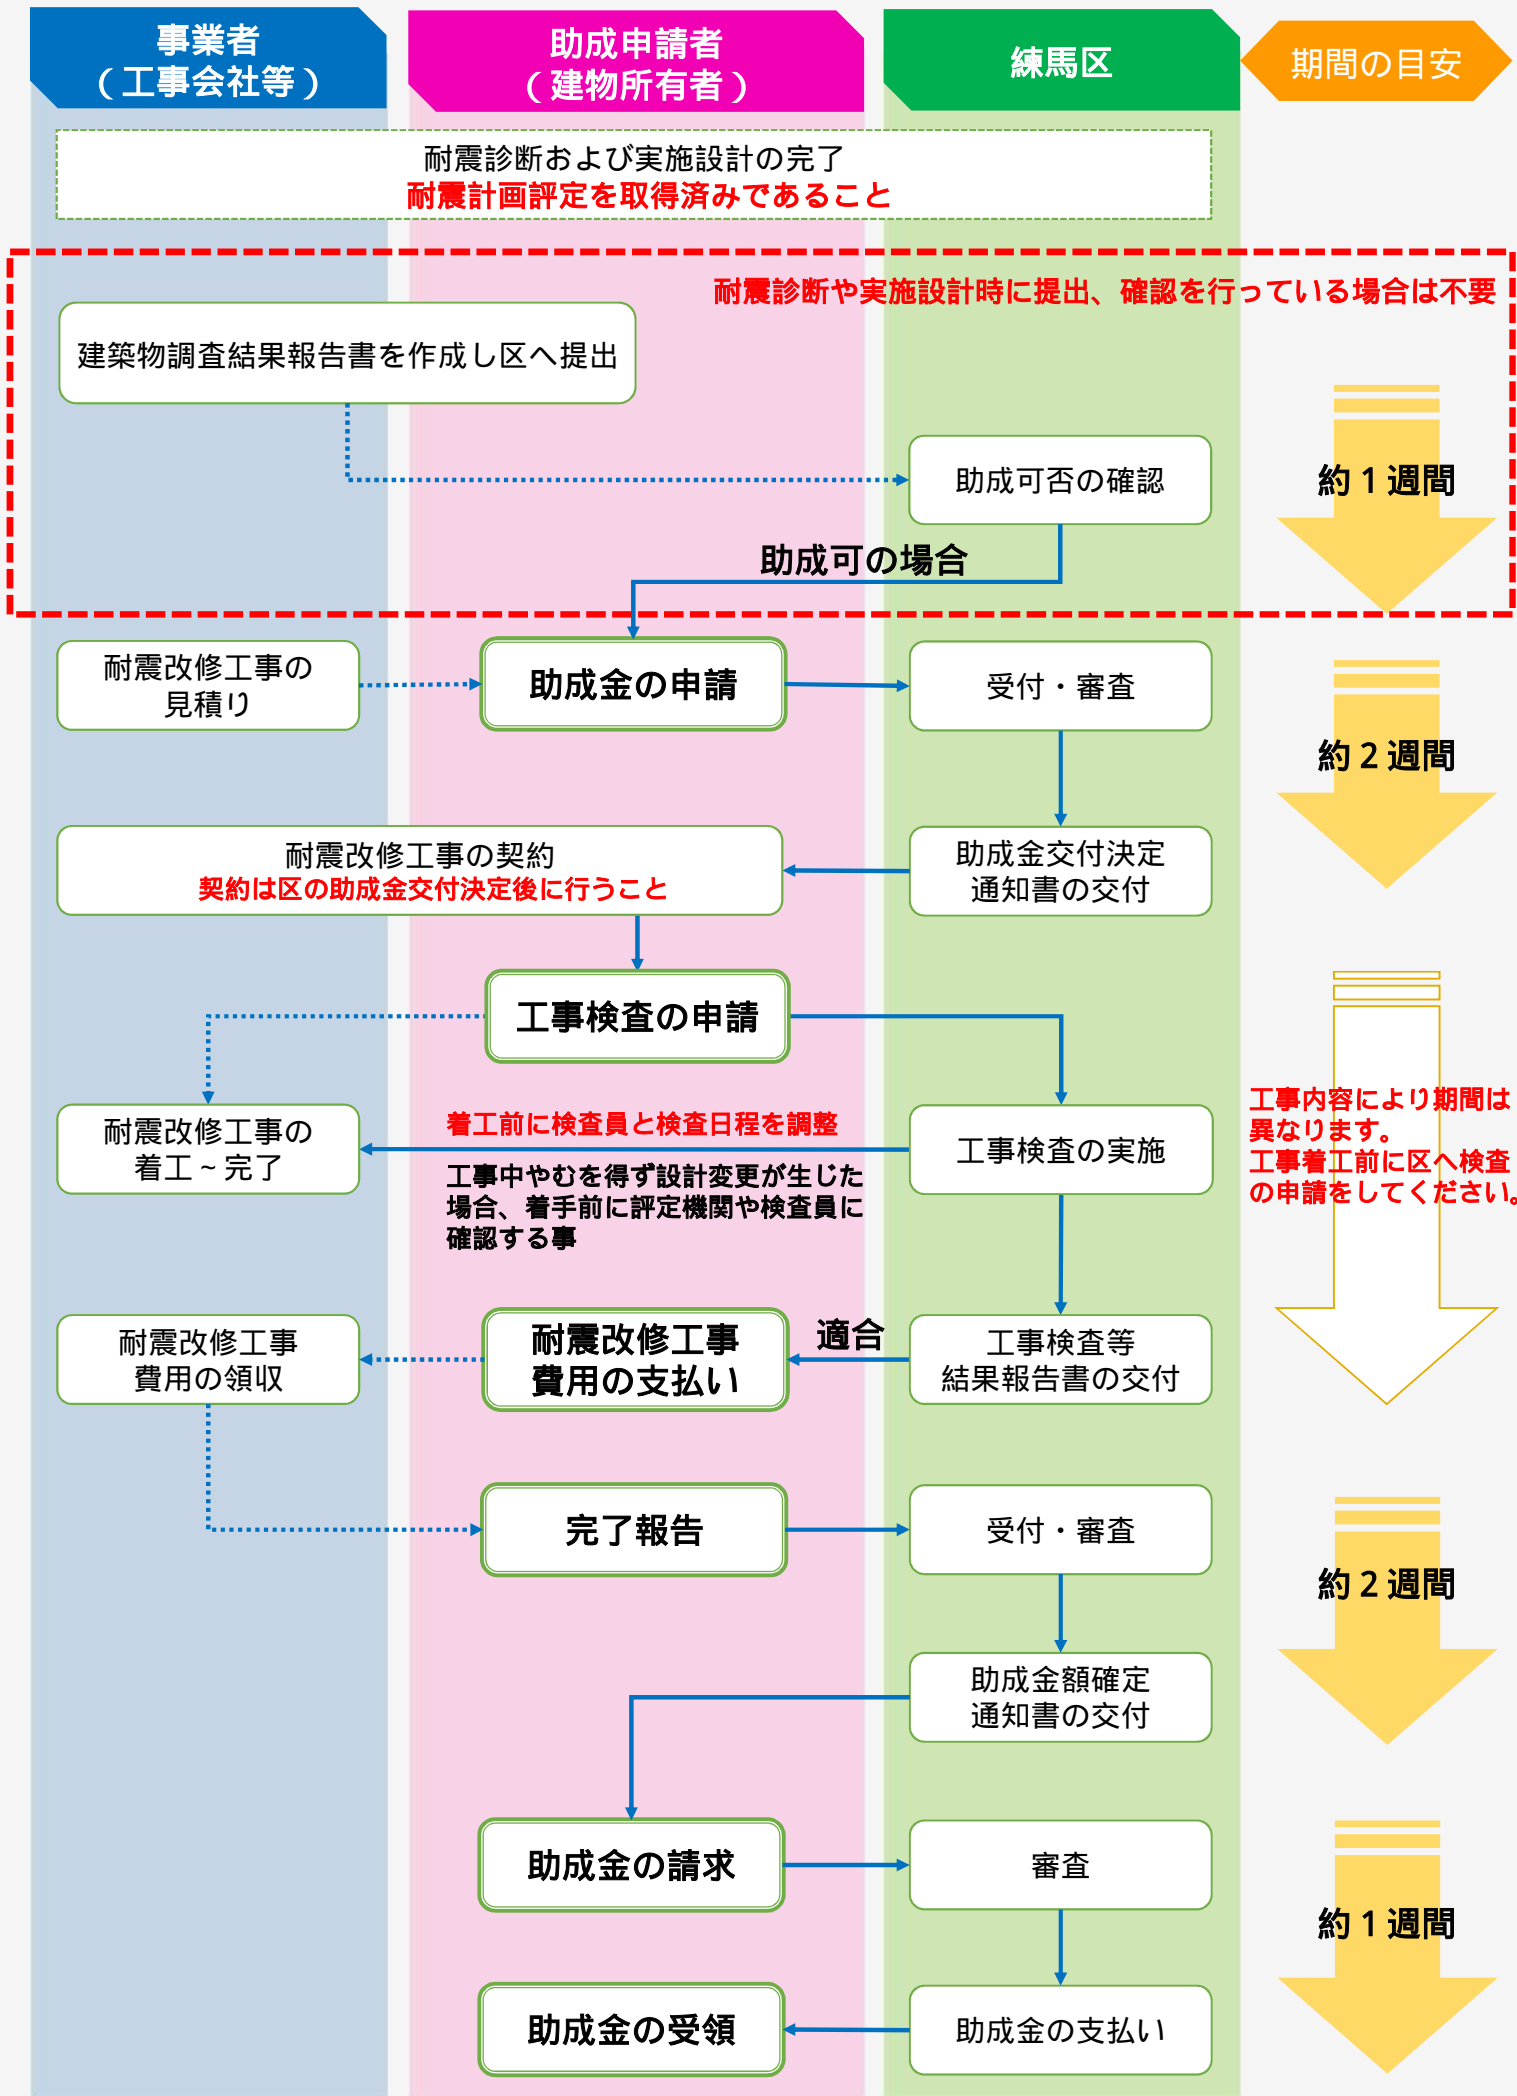 事業者
（工事会社等）
助成申請者
（建物所有者）
練馬区
期間の目安
耐震診断および実施設計の完了
耐震計画評定を取得済みであること
耐震診断や実施設計時に提出、確認を行っている場合は不要
建築物調査結果報告書を作成し区へ提出
助成可否の確認
約1週間
助成可の場合
耐震改修工事の
見積り
助成金の申請
受付・審査
約2週間
耐震改修工事の契約
契約は区の助成金交付決定後に行うこと
助成金交付決定
通知書の交付
工事検査の申請
耐震改修工事の
着工～完了
着工前に検査員と検査日程を調整
工事中やむを得ず設計変更が生じた
場合、着手前に評定機関や検査員に
確認する事
工事検査の実施
工事内容により期間は
異なります。
工事着工前に区へ検査
の申請をしてください。
耐震改修工事
費用の領収
耐震改修工事
費用の支払い
適合
工事検査等
結果報告書の交付
完了報告
受付・審査
約2週間
助成金額確定
通知書の交付
助成金の請求
審査
約1週間
助成金の受領
助成金の支払い